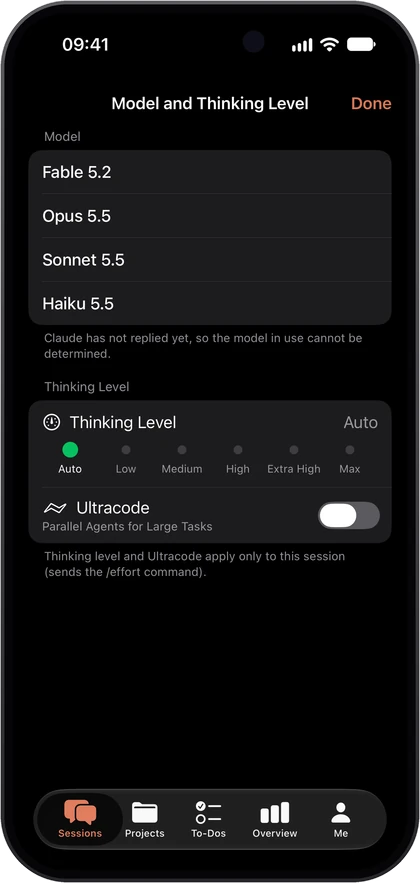 09:41
Model and Thinking Level
Done
Model
Fable 5.2
Opus 5.5
Sonnet 5.5
Haiku 5.5
Claude has not replied yet, so the model in use cannot be
determined.
Thinking Level
Thinking Level
Auto
Auto
Low
Medium
High
Extra High
Max
Ultracode
Parallel Agents for Large Tasks
Thinking level and Ultracode apply only to this session
(sends the /effort command).
Sessions
Projects
To-Dos
Overview
Me